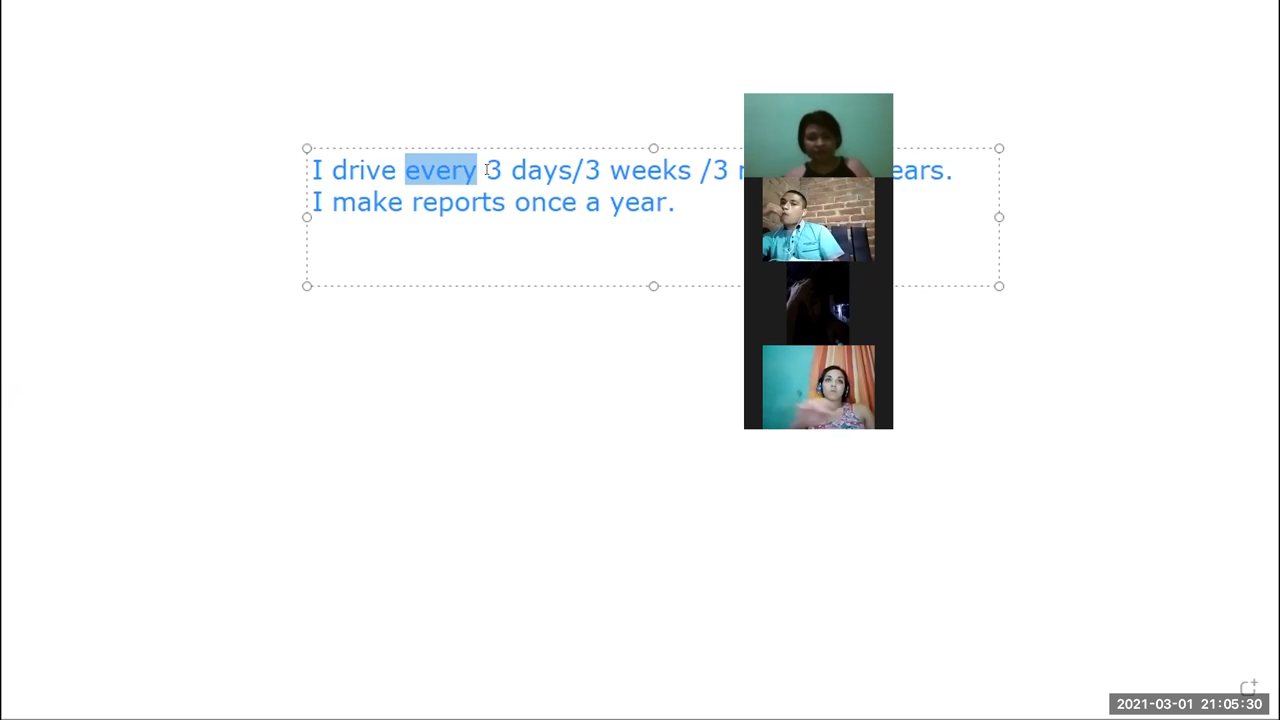 I drive every 3 days/3 weeks /3
I make reports once a year.
2021-03-01 21:05:30